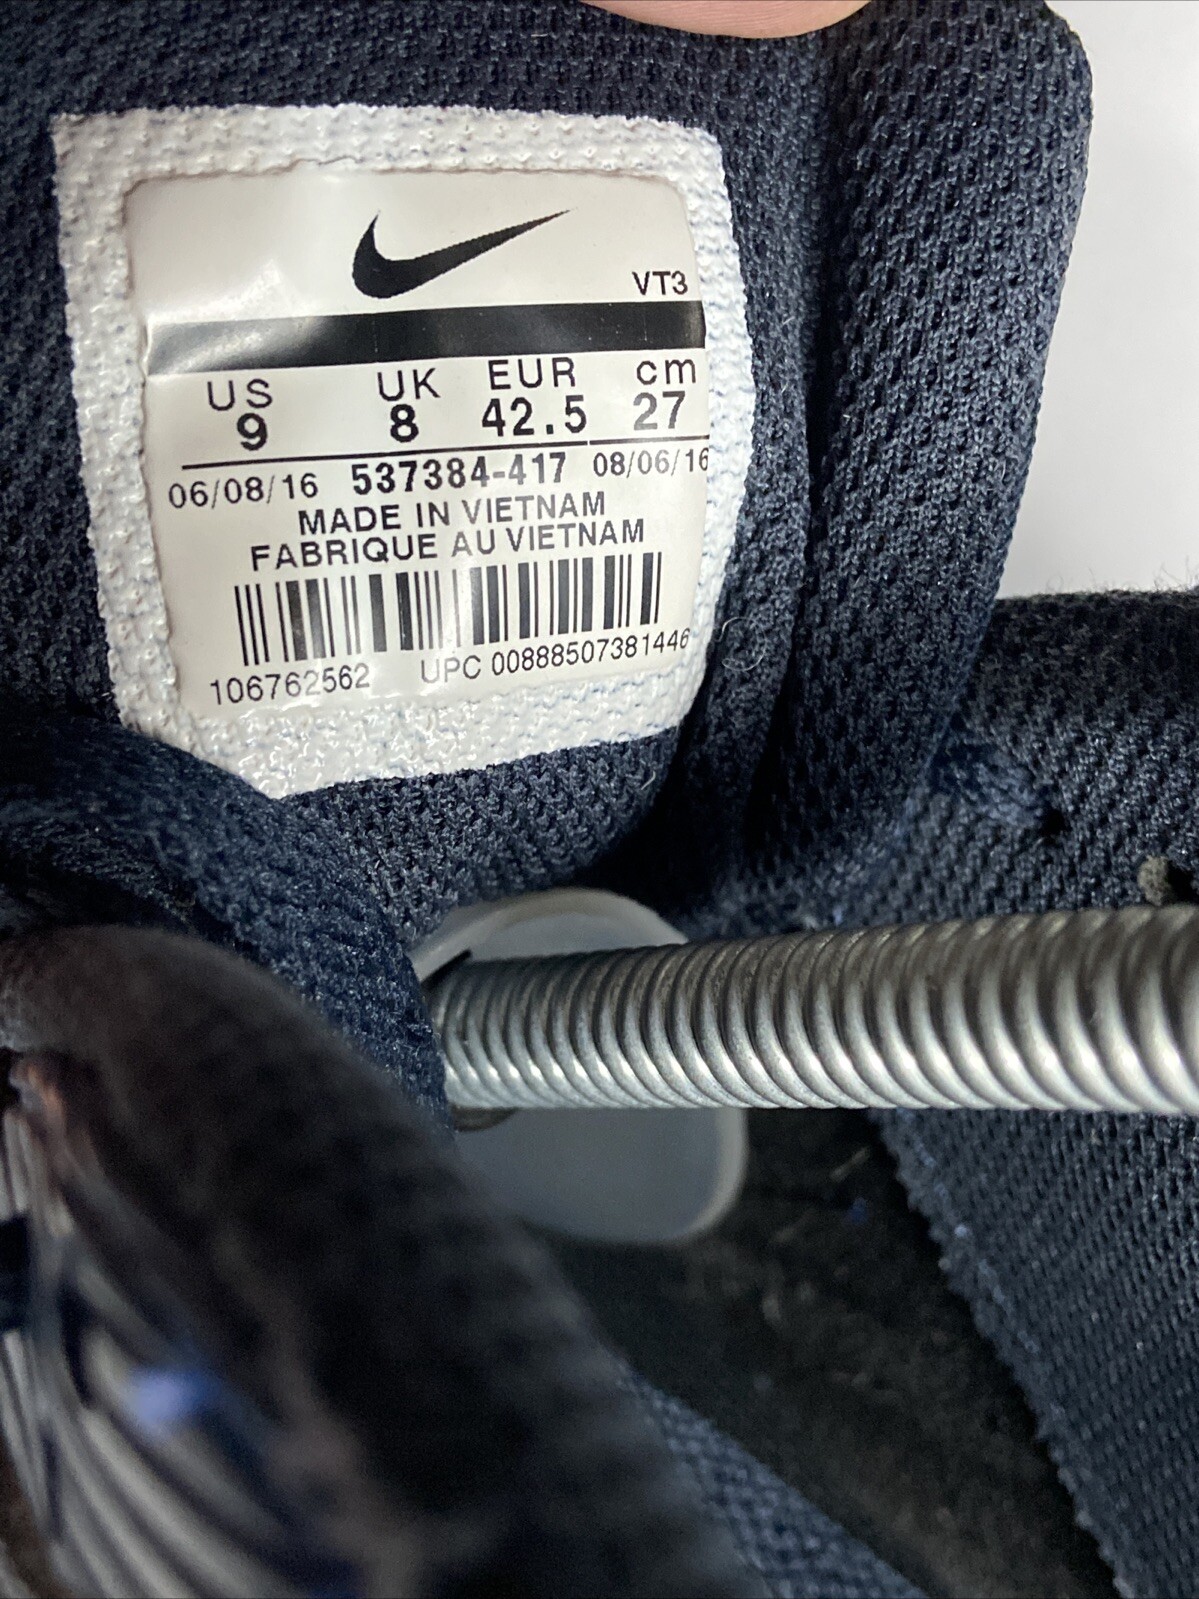 VT3
US UK EUR cm
9 8 42.5 27
06/08/16 537384-417 08/06/16
MADE IN VIETNAM
FABRIQUE AU VIETNAM
106762562 UPC 00888507381446